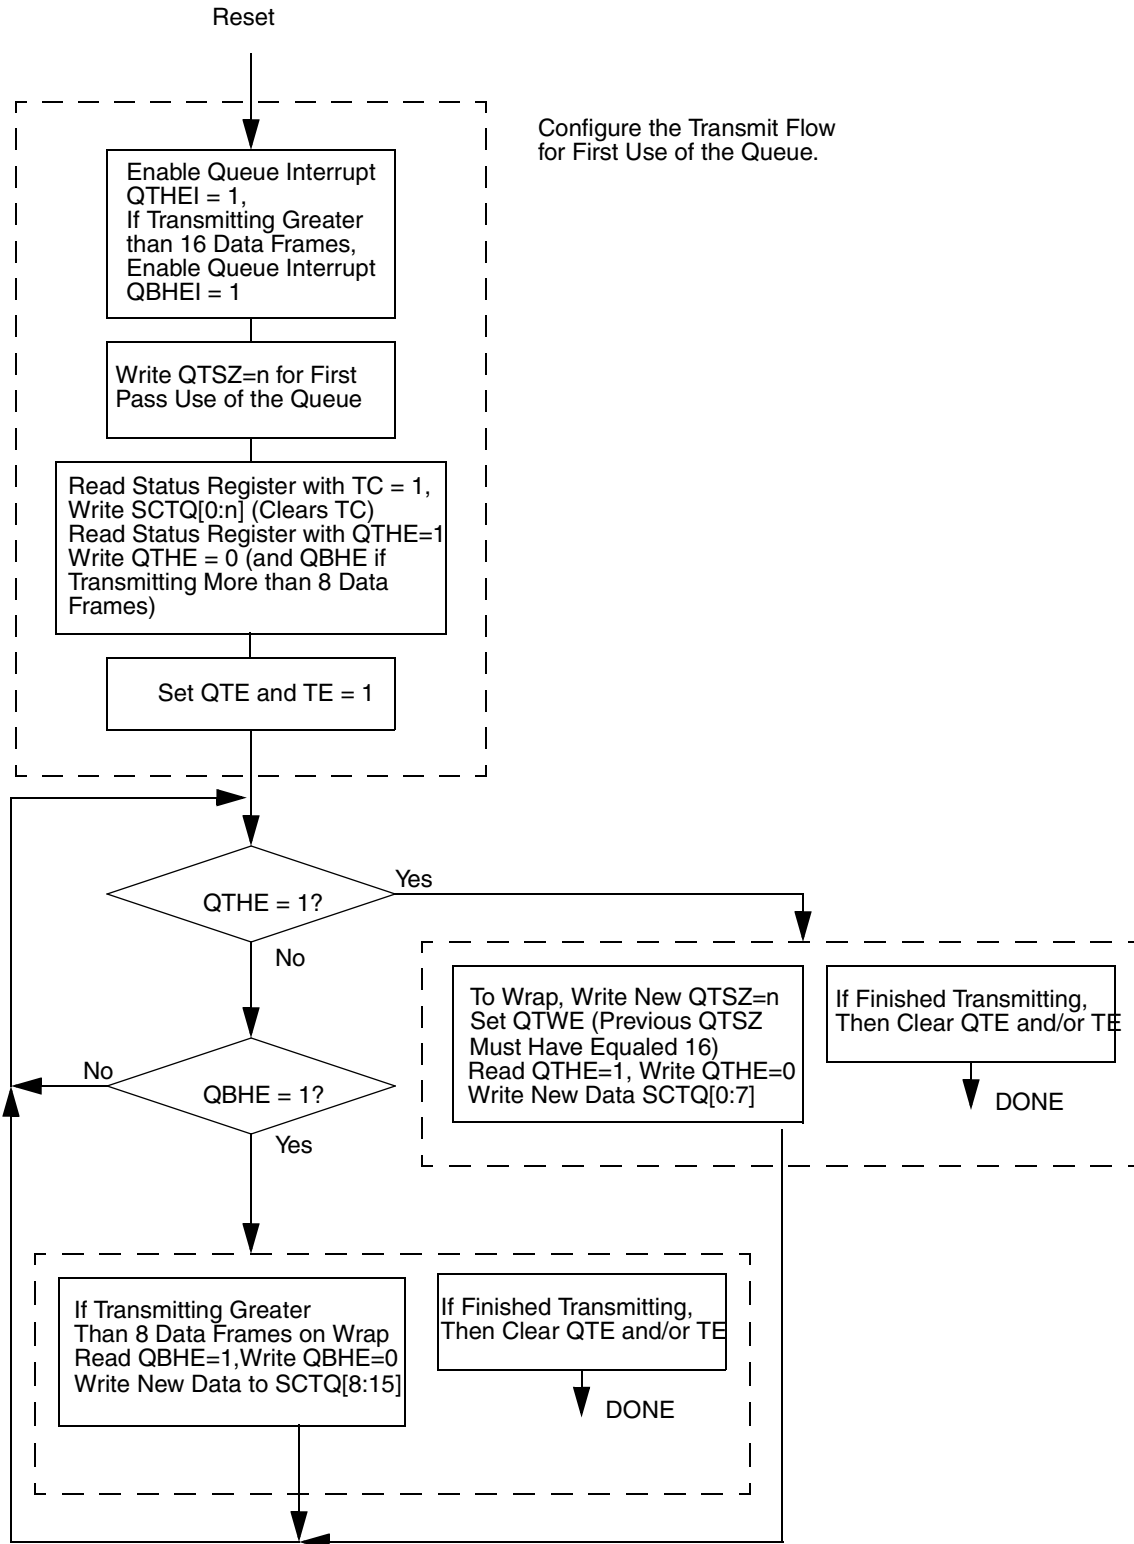 Reset
Configure the Transmit Flow
for First Use of the Queue.
Enable Queue Interrupt
QTHEI = 1,
If Transmitting Greater
than 16 Data Frames,
Enable Queue Interrupt
QBHEI = 1
Write QTSZ=n for First
Pass Use of the Queue
Read Status Register with TC = 1,
Write SCTQ[0:n] (Clears TC)
Read Status Register with QTHE=1
Write QTHE = 0 (and QBHE if
Transmitting More than 8 Data
Frames)
Set QTE and TE = 1
QTHE = 1?
Yes
No
To Wrap, Write New QTSZ=n
Set QTWE (Previous QTSZ
Must Have Equaled 16)
Read QTHE=1, Write QTHE=0
Write New Data SCTQ[0:7]
If Finished Transmitting,
Then Clear QTE and/or TE
DONE
No
QBHE = 1?
Yes
If Transmitting Greater
Than 8 Data Frames on Wrap
Read QBHE=1,Write QBHE=0
Write New Data to SCTQ[8:15]
If Finished Transmitting,
Then Clear QTE and/or TE
DONE